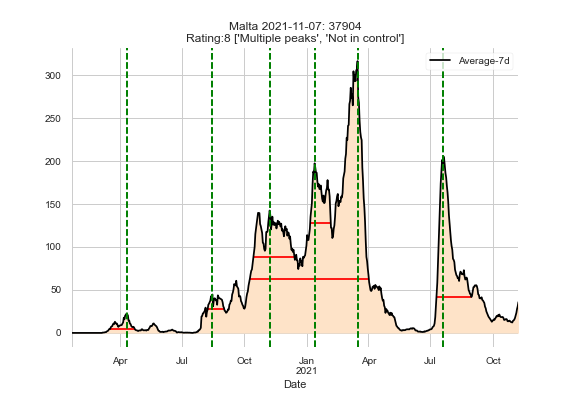 Malta 2021-11-07: 37904
Rating:8 ['Multiple peaks', 'Not in control']
Average-7d
300
250
200
150
100
50
0
Apr Jul Oct Jan Apr Jul Oct
2021
Date